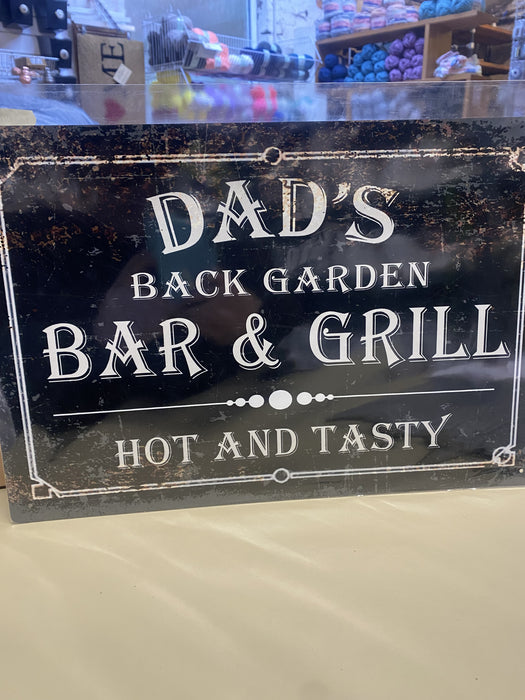 DAD'S
BACK GARDEN
BAR & GRILL
HOT AND TASTY